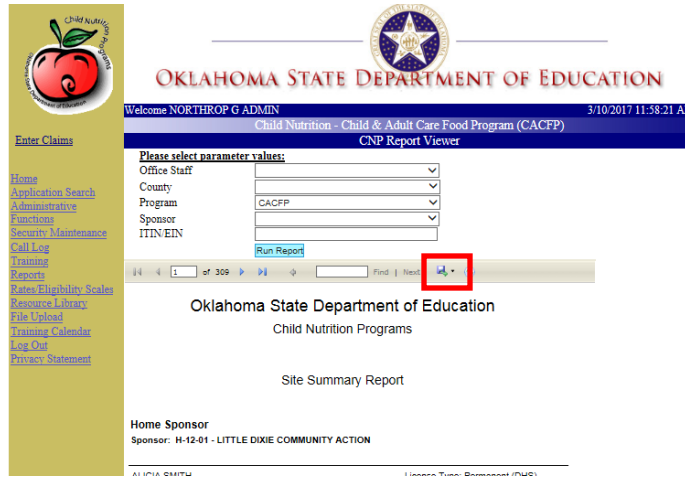 Child Nutrition
Programs
OKLAHOMA STATE DEPARTMENT OF EDUCATION
Welcome NORTHROP G ADMIN 3/10/2017 11:58:21 A
Child Nutrition - Child & Adult Care Food Program (CACFP)
CNP Report Viewer
Enter Claims
Home
Application Search
Administrative
Functions
Security Maintenance
Call Log
Training
Reports
Rates/Eligibility Scales
Resource Library
File Upload
Training Calendar
Log Out
Privacy Statement
Please select parameter values:
Office Staff
County
Program CACFP
Sponsor
ITIN/EIN
Run Report
1 of 309 Find | Next
Oklahoma State Department of Education
Child Nutrition Programs
Site Summary Report
Home Sponsor
Sponsor: H-12-01 - LITTLE DIXIE COMMUNITY ACTION
ALICIA SMITH License Type: Permanent (DHS)